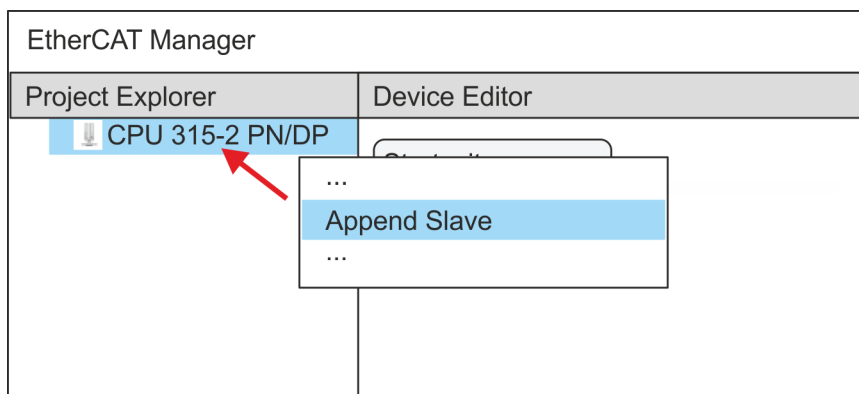 EtherCAT Manager
Project Explorer
Device Editor
CPU 315-2 PN/DP
...
Append Slave
...